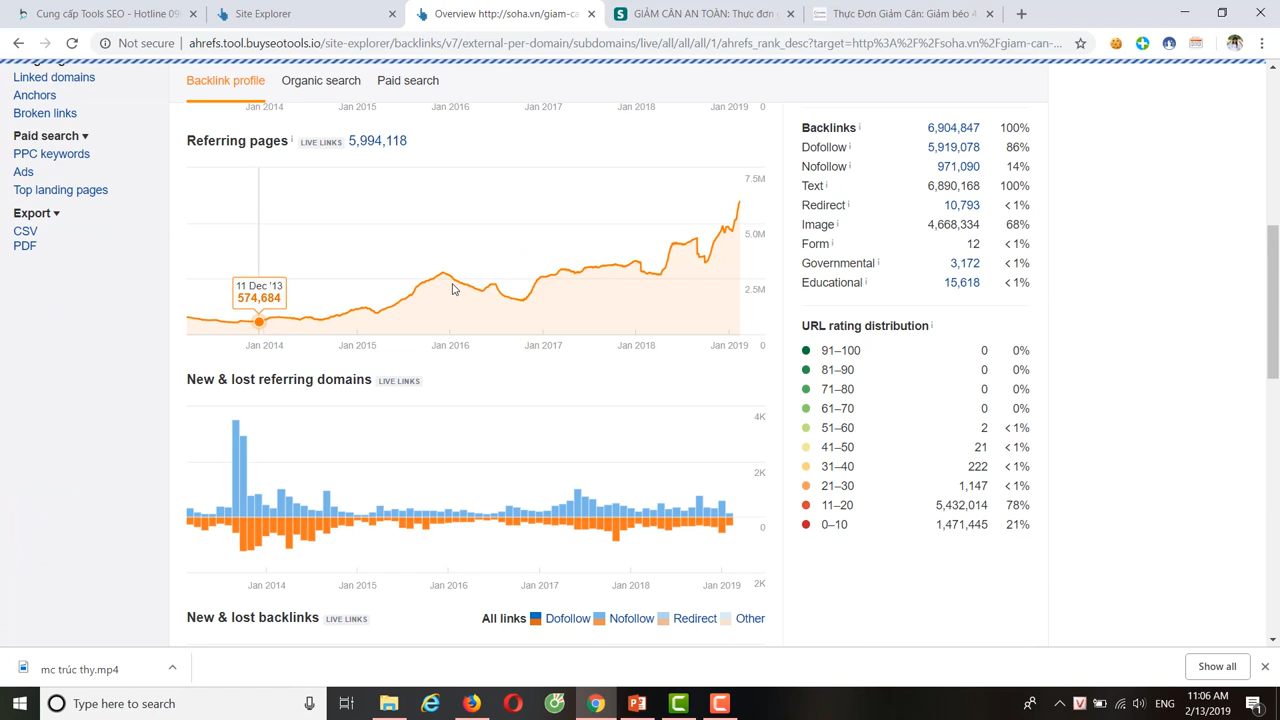 Cung cấp Tools SEO - Hotline 09
Site Explorer
Overview http://soha.vn/giam-ca
GIẢM CÂN AN TOÀN: Thực đơn g
Thực Đơn Giảm Cân: Giảm béo 4
Not secure ahrefs.tool.buyseotools.io/site-explorer/backlinks/v7/external-per-domain/subdomains/live/all/all/all/1/ahrefs_rank_desc?target=http%3A%2F%2Fsoha.vn%2Fgiam-can-...
Linked domains
Anchors
Broken links
Paid search
PPC keywords
Ads
Top landing pages
Export
CSV
PDF
Backlink profile Organic search Paid search
Jan 2014 Jan 2015 Jan 2016 Jan 2017 Jan 2018 Jan 2019 0
Referring pages i LIVE LINKS 5,994,118
7.5M
5.0M
2.5M
0
11 Dec '13
574,684
Jan 2014 Jan 2015 Jan 2016 Jan 2017 Jan 2018 Jan 2019
New & lost referring domains LIVE LINKS
4K
2K
0
2K
Jan 2014 Jan 2015 Jan 2016 Jan 2017 Jan 2018 Jan 2019
New & lost backlinks LIVE LINKS All links Dofollow Nofollow Redirect Other
Backlinks i 6,904,847 100%
Dofollow i 5,919,078 86%
Nofollow i 971,090 14%
Text i 6,890,168 100%
Redirect i 10,793 < 1%
Image i 4,668,334 68%
Form i 12 < 1%
Governmental i 3,172 < 1%
Educational i 15,618 < 1%
URL rating distribution i
91–100 0 0%
81–90 0 0%
71–80 0 0%
61–70 0 0%
51–60 2 < 1%
41–50 21 < 1%
31–40 222 < 1%
21–30 1,147 < 1%
11–20 5,432,014 78%
0–10 1,471,445 21%
mc trúc thy.mp4
Show all
Type here to search
ENG
11:06 AM
2/13/2019